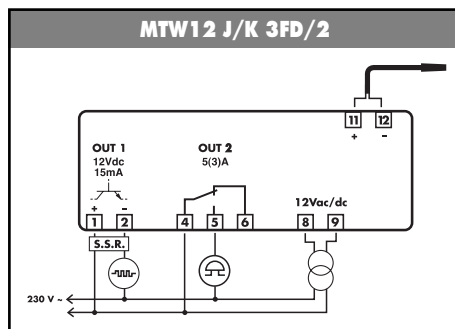 MTW12 J/K 3FD/2
11 12
+ -
OUT 1
12Vdc
15mA
OUT 2
5(3)A
12Vac/dc
+ -
1 2 4 5 6 8 9
S.S.R.
230 V ~